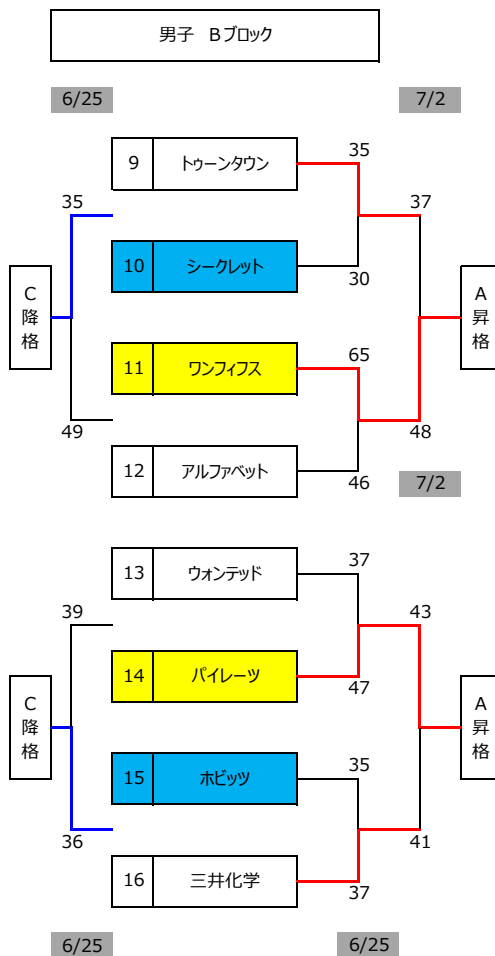 男子 Bブロック
6/25 7/2
9 トゥーンタウン 35
35 37
10 シークレット 30
C降格 A昇格
11 ワンフィフス 65
49 48
12 アルファベット 46 7/2
13 ウォンテッド 37
39 43
14 パイレーツ 47
C降格 A昇格
15 ホビッツ 35
36 41
16 三井化学 37
6/25 6/25